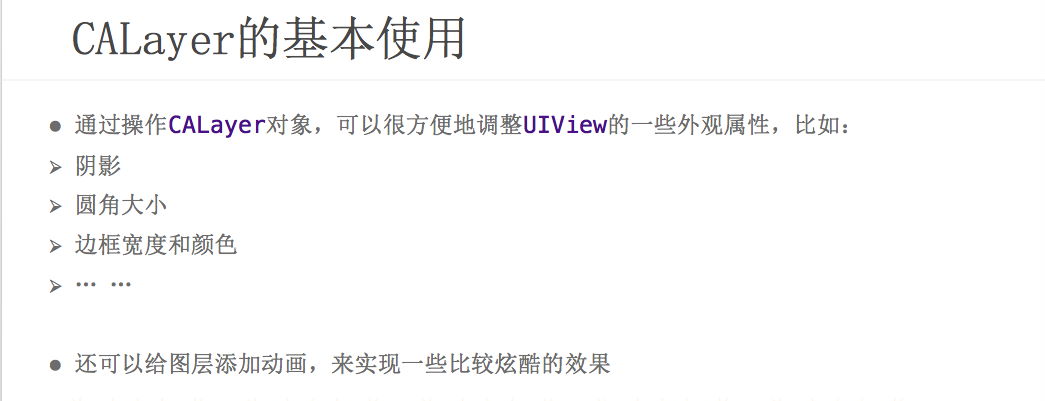 CALayer的基本使用
● 通过操作CALayer对象，可以很方便地调整UIView的一些外观属性，比如：
➢ 阴影
➢ 圆角大小
➢ 边框宽度和颜色
➢ … …
● 还可以给图层添加动画，来实现一些比较炫酷的效果